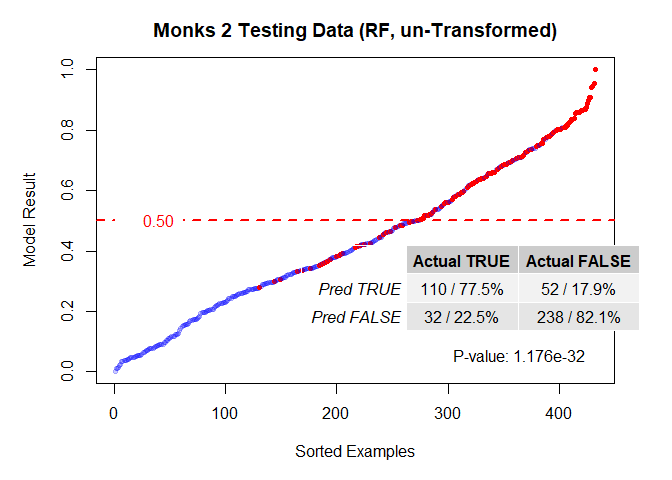 Monks 2 Testing Data (RF, un-Transformed)
Model Result
1.0
0.8
0.6
0.4
0.2
0.0
0.50
Actual TRUE Actual FALSE
Pred TRUE 110 / 77.5% 52 / 17.9%
Pred FALSE 32 / 22.5% 238 / 82.1%
P-value: 1.176e-32
0 100 200 300 400
Sorted Examples